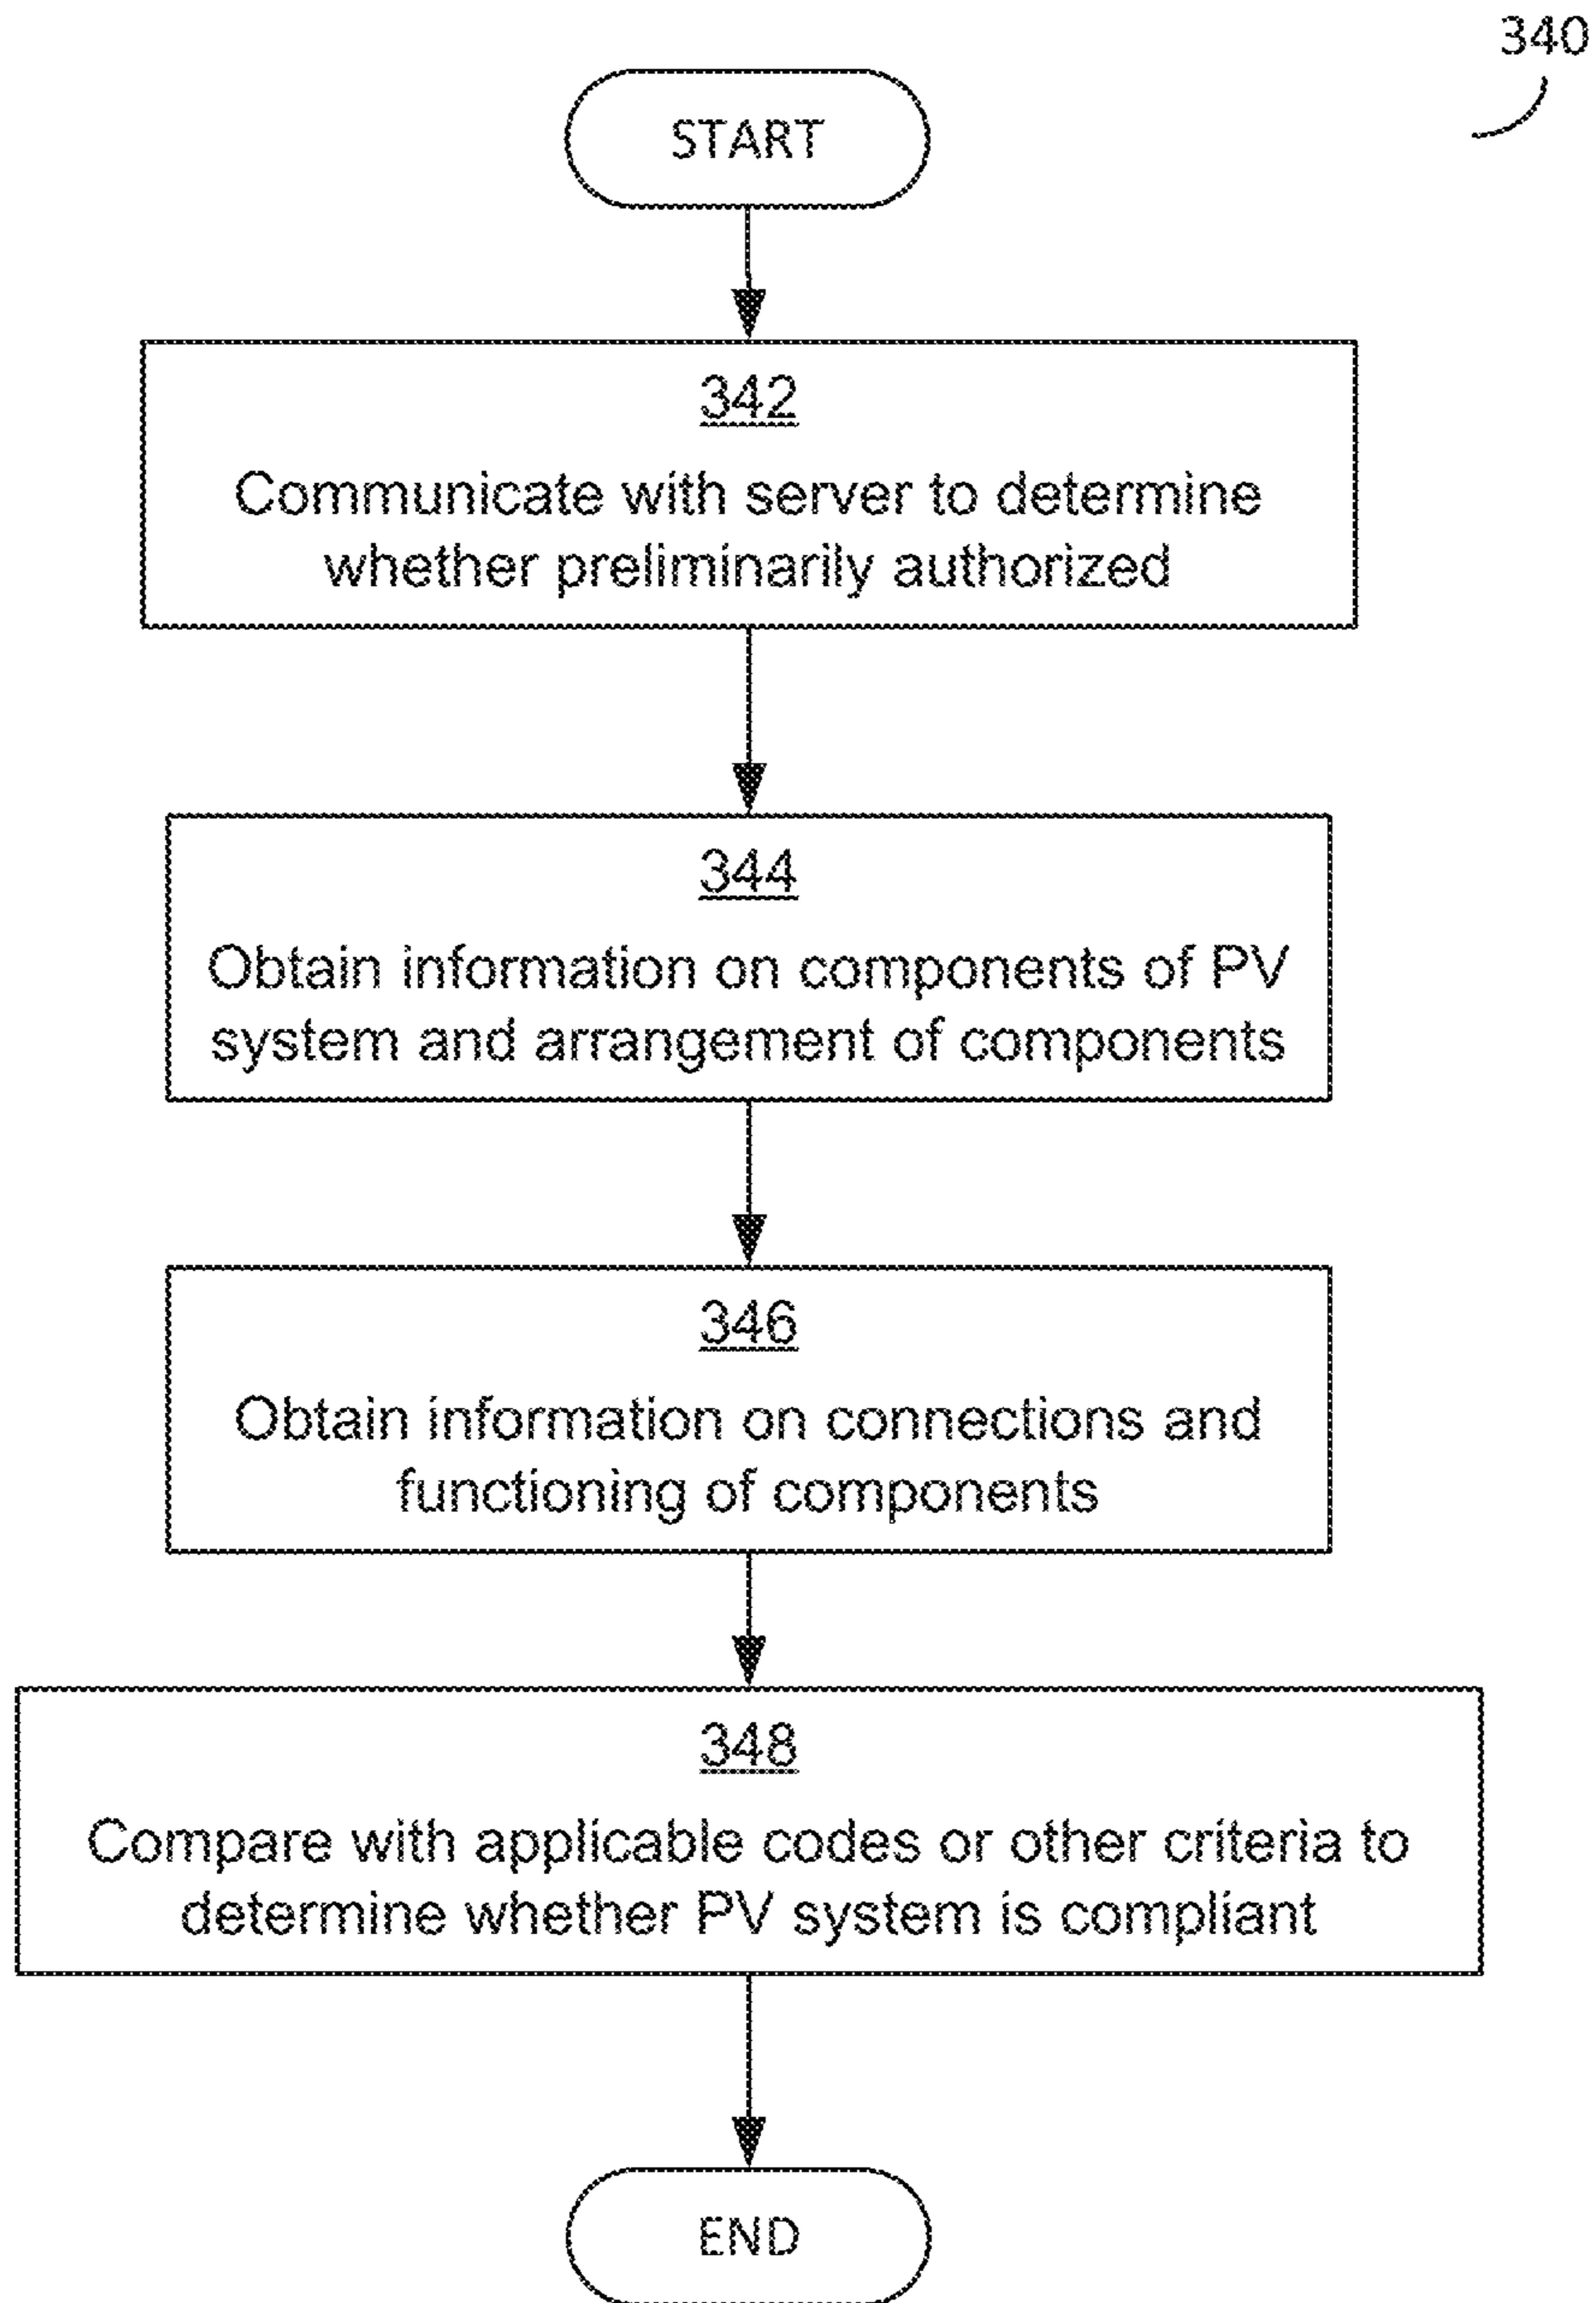 340
START
342
Communicate with server to determine
whether preliminarily authorized
344
Obtain information on components of PV
system and arrangement of components
346
Obtain information on connections and
functioning of components
348
Compare with applicable codes or other criteria to
determine whether PV system is compliant
END